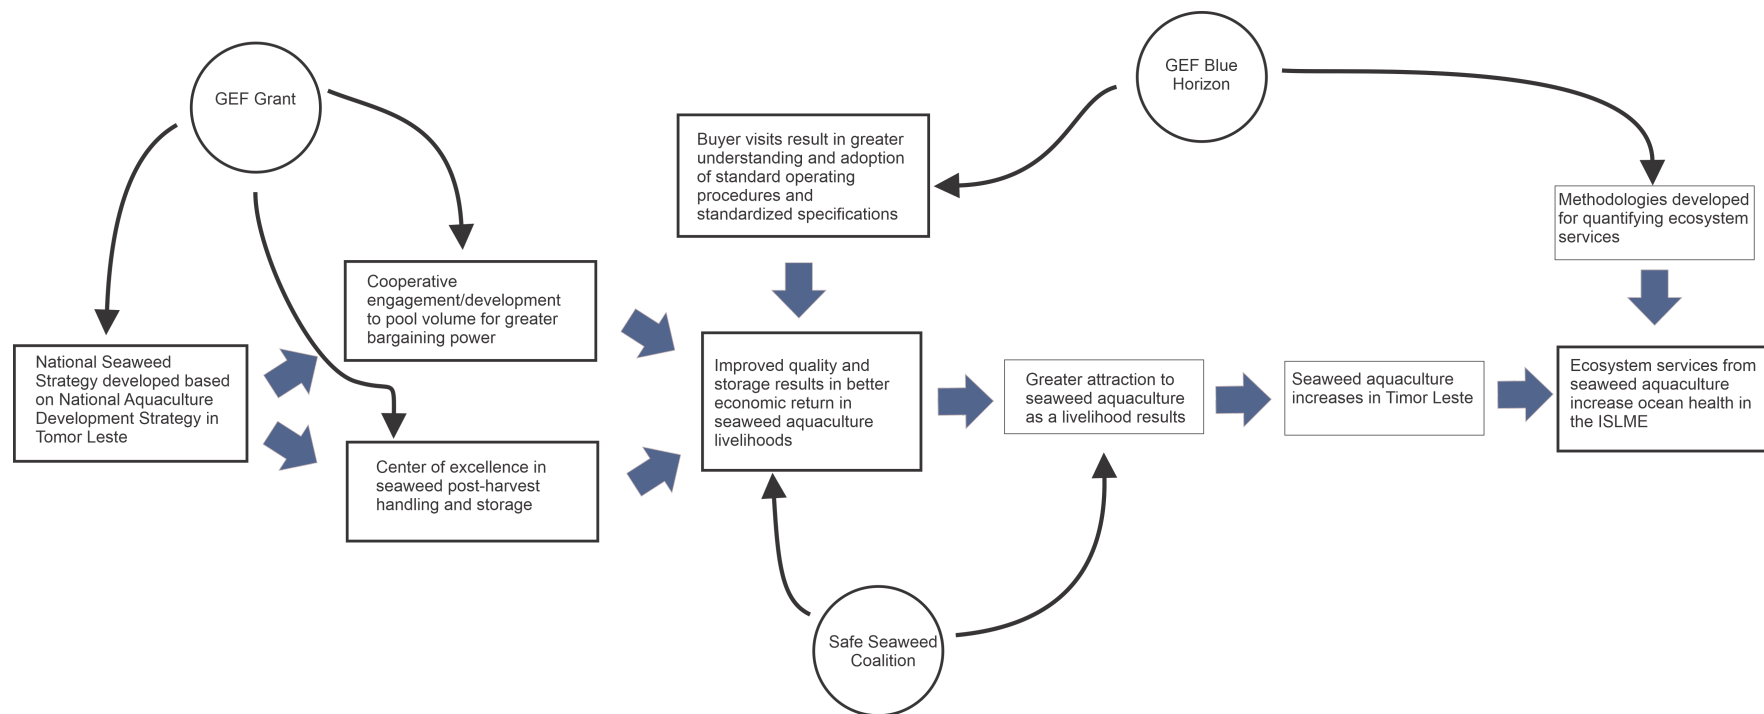 GEF Grant
GEF Blue
Horizon
Buyer visits result in greater
understanding and adoption
of standard operating
procedures and
standardized specifications
Methodologies developed
for quantifying ecosystem
services
Cooperative
engagement/development
to pool volume for greater
bargaining power
National Seaweed
Strategy developed based
on National Aquaculture
Development Strategy in
Tomor Leste
Improved quality and
storage results in better
economic return in
seaweed aquaculture
livelihoods
Greater attraction to
seaweed aquaculture
as a livelihood results
Seaweed aquaculture
increases in Timor Leste
Ecosystem services from
seaweed aquaculture
increase ocean health in
the ISLME
Center of excellence in
seaweed post-harvest
handling and storage
Safe Seaweed
Coalition